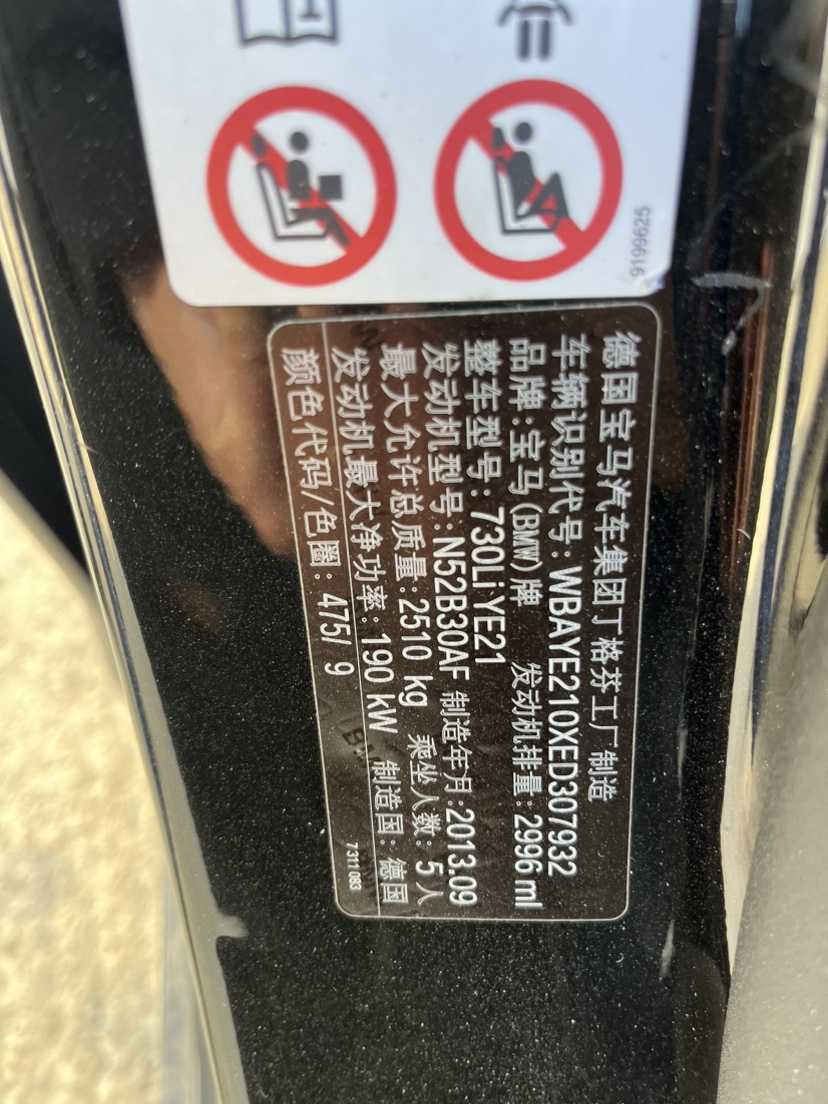 9199625
德国宝马汽车集团丁格芬工厂制造
车辆识别代号:WBAYE210XED307932
品牌:宝马(BMW)牌 发动机排量:2996 ml
整车型号:730Li YE21
发动机型号:N52B30AF 制造年月:2013.09
最大允许总质量:2510 kg 乘坐人数:5人
发动机最大净功率:190 kW 制造国:德国
颜色代码/色圈:475/ 9
7 311 083